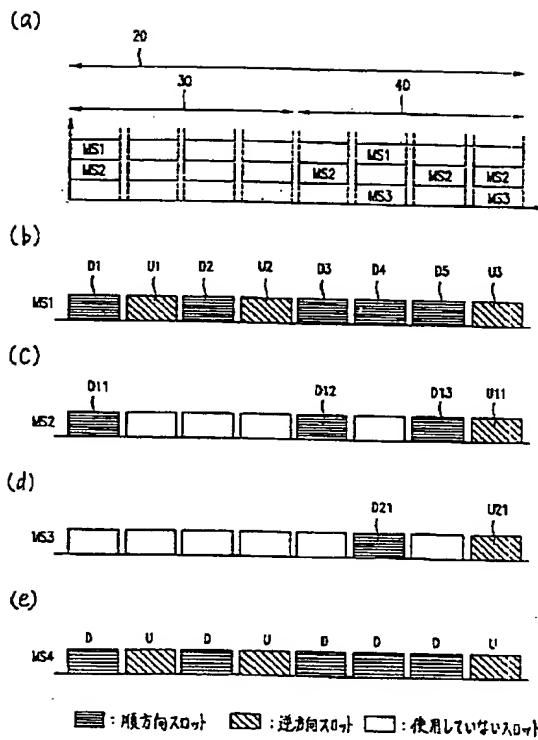 (a)
20
30 40
MS1 MS1
MS2 MS2 MS2 MS2
MS3 MS3
(b)
D1 U1 D2 U2 D3 D4 D5 U3
MS1
(c)
D11 D12 D13 U11
MS2
(d)
D21 U21
MS3
(e)
D U D U D D D U
MS4
:順方向スロット :逆方向スロット :使用していないスロット